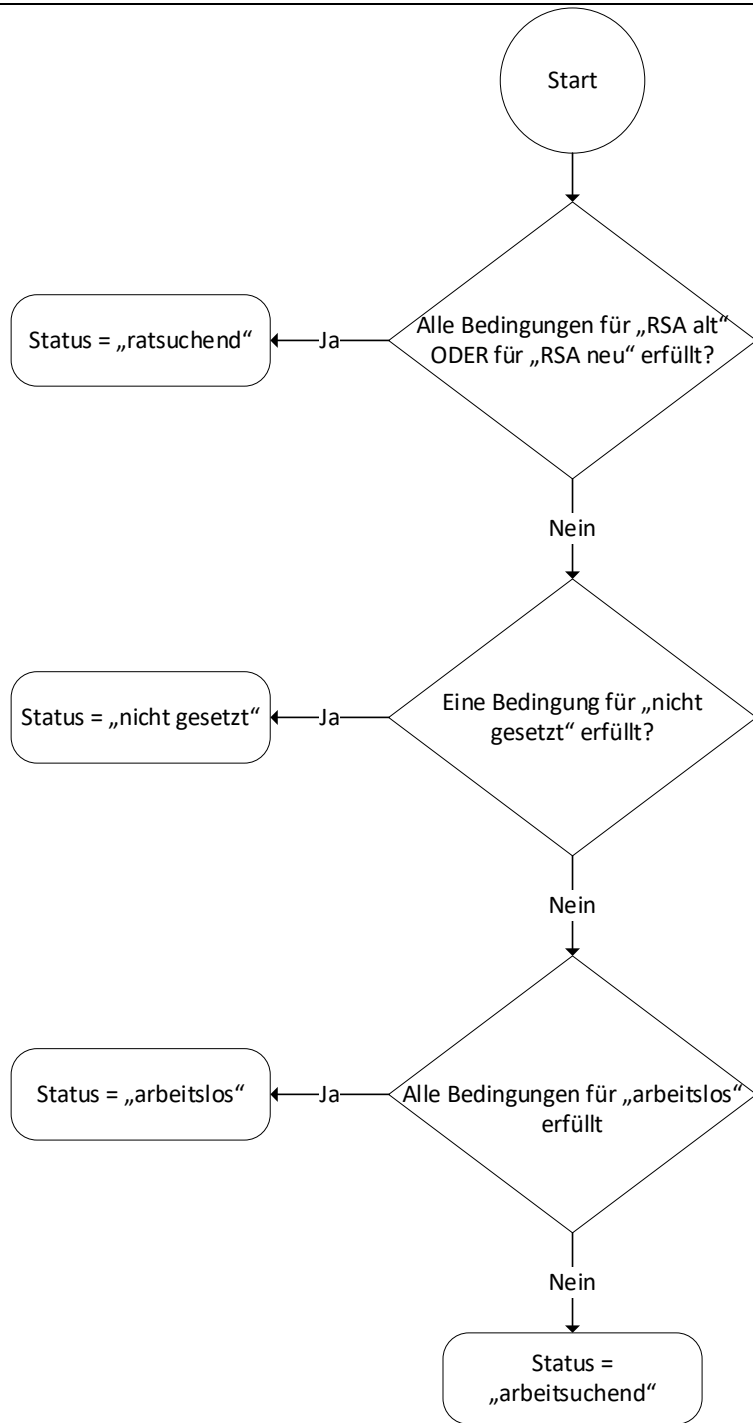 Start
Alle Bedingungen für „RSA alt“
ODER für „RSA neu“ erfüllt?
Ja
Status = „ratsuchend“
Nein
Eine Bedingung für „nicht
gesetzt“ erfüllt?
Ja
Status = „nicht gesetzt“
Nein
Alle Bedingungen für „arbeitslos“
erfüllt
Ja
Status = „arbeitslos“
Nein
Status =
„arbeitsuchend“